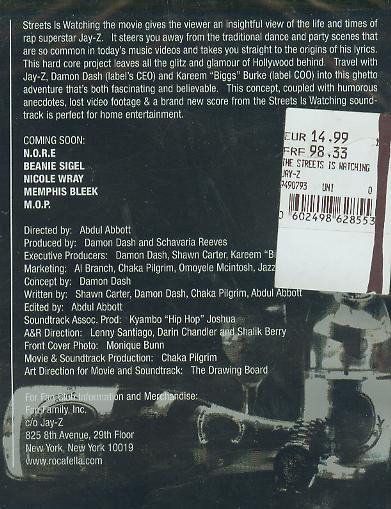 Streets Is Watching the movie gives the viewer an insightful view of the life and times of
rap superstar Jay-Z. It steers you away from the traditional dance and party scenes that
are so common in today's music videos and takes you straight to the origins of his lyrics.
This hard core project leaves all the glitz and glamour of Hollywood behind. Travel with
Jay-Z, Damon Dash (label's CEO) and Kareem "Biggs" Burke (label COO) into this ghetto
adventure that's both fascinating and believable. This concept, coupled with humorous
anecdotes, lost video footage & a brand new score from the Streets Is Watching sound-
track is perfect for home entertainment.
COMING SOON:
N.O.R.E
BEANIE SIGEL
NICOLE WRAY
MEMPHIS BLEEK
M.O.P.
EUR 14.99
FRF 98.33
THE STREETS IS WATCHING
JAY-Z
9490793 UNI 0
0 602498 628553
Directed by: Abdul Abbott
Produced by: Damon Dash and Schavaria Reeves
Executive Producers: Damon Dash, Shawn Carter, Kareem "Bi
Marketing: Al Branch, Chaka Pilgrim, Omoyele Mcintosh, Jazz
Concept by: Damon Dash
Written by: Shawn Carter, Damon Dash, Chaka Pilgrim, Abdul Abbott
Edited by: Abdul Abbott
Soundtrack Assoc. Prod: Kyambo "Hip Hop" Joshua
A&R Direction: Lenny Santiago, Darin Chandler and Shalik Berry
Front Cover Photo: Monique Bunn
Movie & Soundtrack Production: Chaka Pilgrim
Art Direction for Movie and Soundtrack: The Drawing Board
For Fan Club Information and Merchandise:
Fan Family, Inc.
c/o Jay-Z
825 8th Avenue, 29th Floor
New York, New York 10019
www.rocafella.com